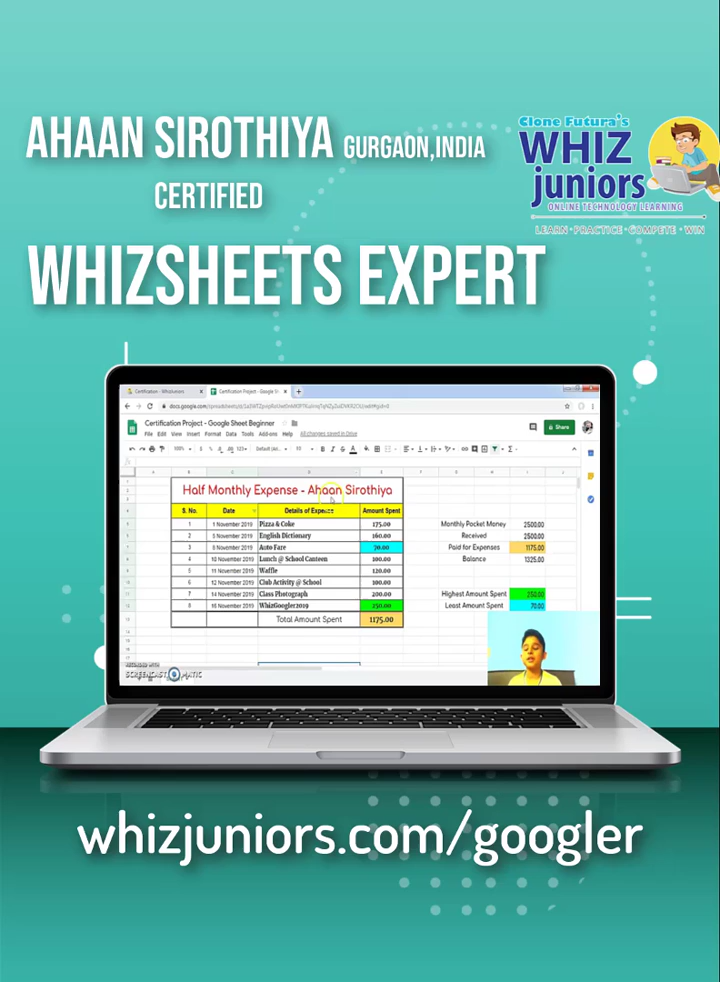 AHAAN SIROTHIYA GURGAON,INDIA
CERTIFIED
WHIZSHEETS EXPERT
Clone Futura's
WHIZ
juniors
ONLINE TECHNOLOGY LEARNING
LEARN • PRACTICE • COMPETE • WIN
Certification - WhizJuniors
Certification Project - Google S
Certification Project - Google Sheet Beginner
Share
File Edit View Insert Format Data Tools Add-ons Help All changes saved in Drive
Half Monthly Expense - Ahaan Sirothiya
S. No. Date Details of Expense Amount Spent
1 1 November 2019 Pizza & Coke 175.00
2 5 November 2019 English Dictionary 160.00
3 8 November 2019 Auto Fare 70.00
4 10 November 2019 Lunch @ School Canteen 100.00
5 11 November 2019 Waffle 120.00
6 12 November 2019 Club Activity @ School 100.00
7 14 November 2019 Class Photograph 200.00
8 16 November 2019 WhizGoogler2019 250.00
Total Amount Spent 1175.00
Monthly Pocket Money 2500.00
Received 2500.00
Paid for Expenses 1175.00
Balance 1325.00
Highest Amount Spent 250.00
Least Amount Spent 70.00
RECORDED WITH
SCREENCAST MATIC
whizjuniors.com/googler